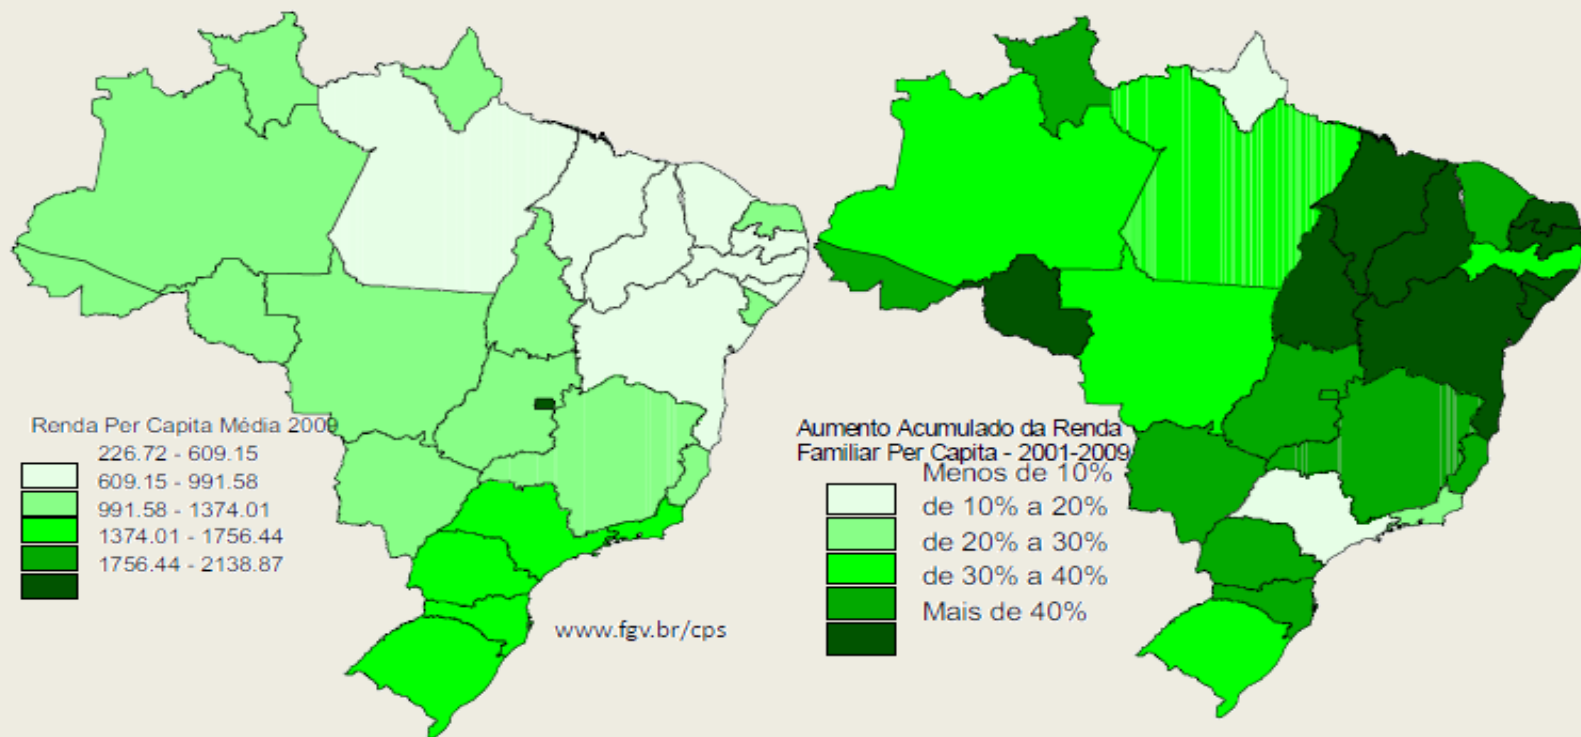 Renda Per Capita Média 2009
226.72 - 609.15
609.15 - 991.58
991.58 - 1374.01
1374.01 - 1756.44
1756.44 - 2138.87
www.fgv.br/cps
Aumento Acumulado da Renda
Familiar Per Capita - 2001-2009
Menos de 10%
de 10% a 20%
de 20% a 30%
de 30% a 40%
Mais de 40%